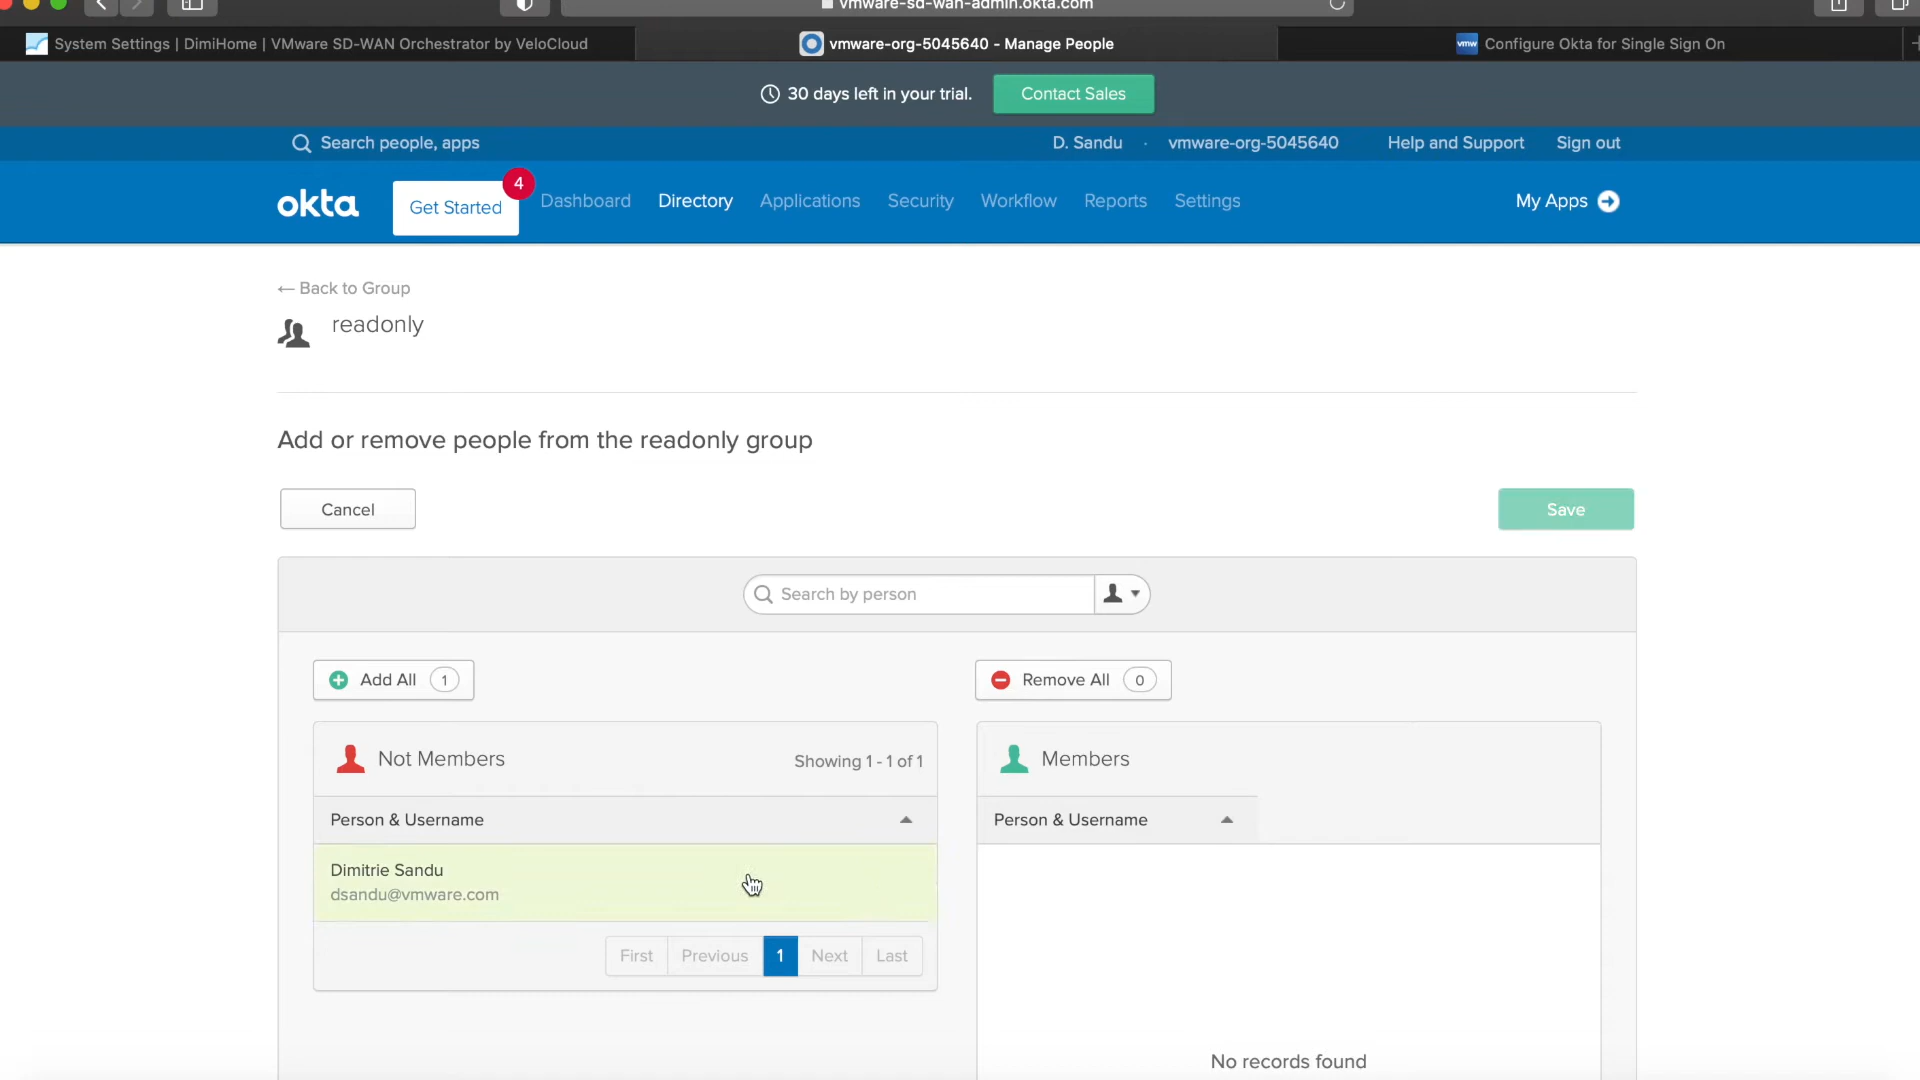 vmware-sd-wan-admin.okta.com
System Settings | DimiHome | VMware SD-WAN Orchestrator by VeloCloud
vmware-org-5045640 - Manage People
vmw Configure Okta for Single Sign On
30 days left in your trial. Contact Sales
Search people, apps
D. Sandu · vmware-org-5045640 Help and Support Sign out
okta Get Started 4 Dashboard Directory Applications Security Workflow Reports Settings My Apps
← Back to Group
readonly
Add or remove people from the readonly group
Cancel
Save
Search by person
Add All 1
Remove All 0
Not Members Showing 1 - 1 of 1
Members
Person & Username
Person & Username
Dimitrie Sandu
dsandu@vmware.com
First Previous 1 Next Last
No records found